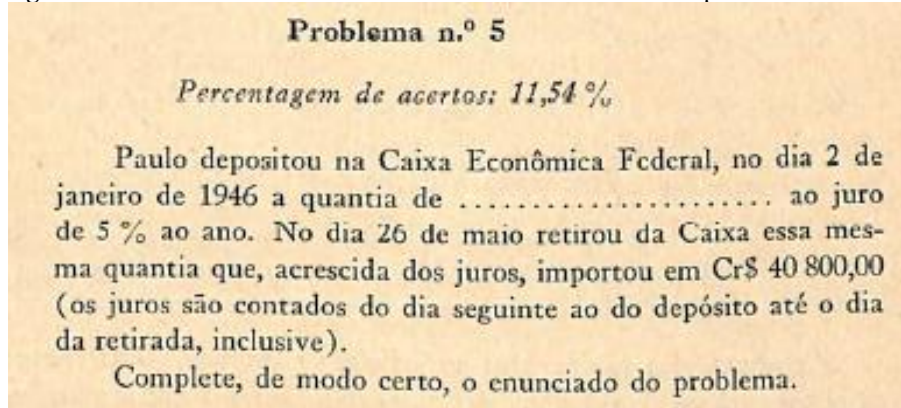 Problema n.º 5
Percentagem de acertos: 11,54 %
Paulo depositou na Caixa Econômica Federal, no dia 2 de
janeiro de 1946 a quantia de ....................... ao juro
de 5 % ao ano. No dia 26 de maio retirou da Caixa essa mes-
ma quantia que, acrescida dos juros, importou em Cr$ 40 800,00
(os juros são contados do dia seguinte ao do depósito até o dia
da retirada, inclusive).
Complete, de modo certo, o enunciado do problema.